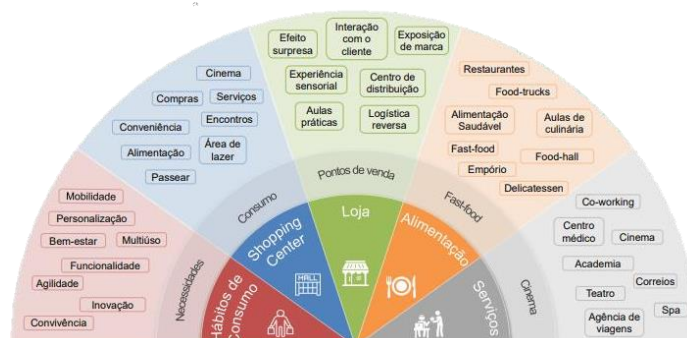 Mobilidade
Personalização
Bem-estar
Multiúso
Funcionalidade
Agilidade
Inovação
Convivência
Necessidades
Hábitos de
Consumo
Cinema
Compras
Serviços
Conveniência
Encontros
Alimentação
Área de
lazer
Passear
Consumo
Shopping
Center
MALL
Efeito
surpresa
Interação
com o
cliente
Exposição
de marca
Experiência
sensorial
Centro de
distribuição
Aulas
práticas
Logística
reversa
Pontos de venda
Loja
Restaurantes
Food-trucks
Alimentação
Saudável
Aulas de
culinária
Fast-food
Food-hall
Empório
Delicatessen
Fast-food
Alimentação
Co-working
Centro
médico
Cinema
Academia
Correios
Teatro
Spa
Agência de
viagens
Cinema
Serviços